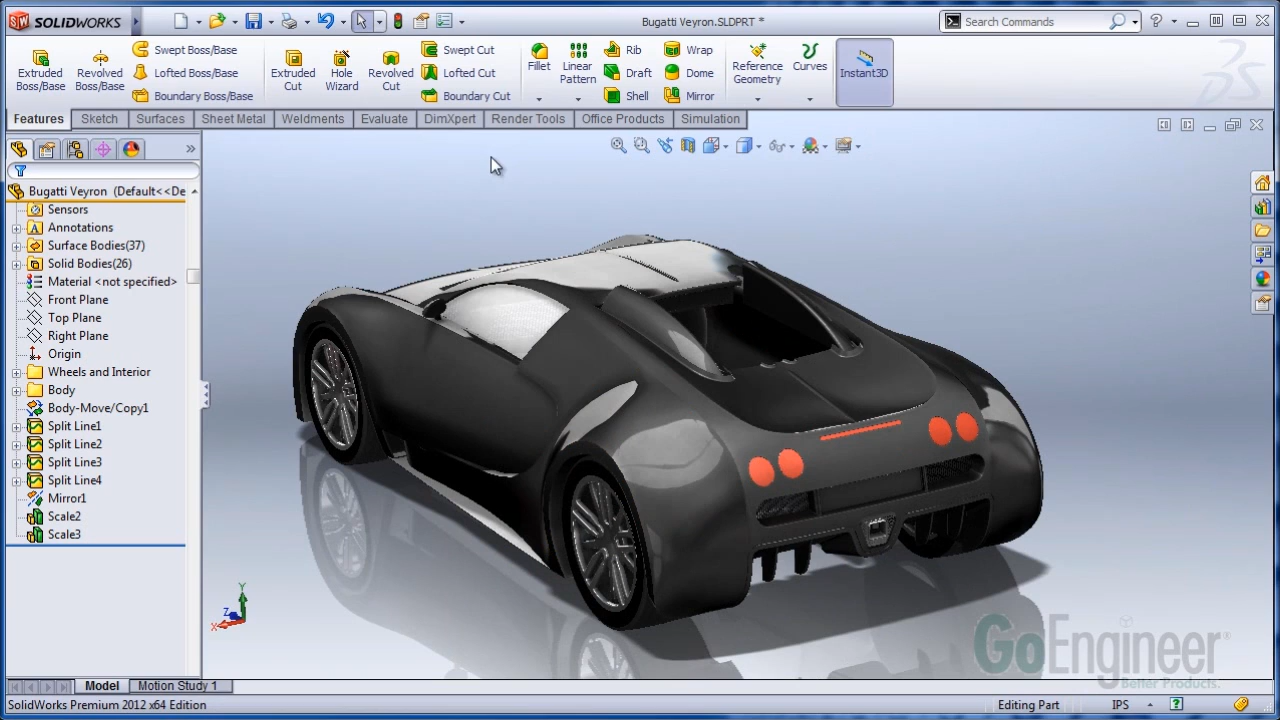 SOLIDWORKS
Bugatti Veyron.SLDPRT *
Search Commands
Extruded Boss/Base
Revolved Boss/Base
Swept Boss/Base
Lofted Boss/Base
Boundary Boss/Base
Extruded Cut
Hole Wizard
Revolved Cut
Swept Cut
Lofted Cut
Boundary Cut
Fillet
Linear Pattern
Rib
Draft
Shell
Wrap
Dome
Mirror
Reference Geometry
Curves
Instant3D
Features
Sketch
Surfaces
Sheet Metal
Weldments
Evaluate
DimXpert
Render Tools
Office Products
Simulation
Bugatti Veyron (Default<<De
Sensors
Annotations
Surface Bodies(37)
Solid Bodies(26)
Material <not specified>
Front Plane
Top Plane
Right Plane
Origin
Wheels and Interior
Body
Body-Move/Copy1
Split Line1
Split Line2
Split Line3
Split Line4
Mirror1
Scale2
Scale3
Y
Z
X
GoEngineer®
Better Products.
Model
Motion Study 1
SolidWorks Premium 2012 x64 Edition
Editing Part
IPS